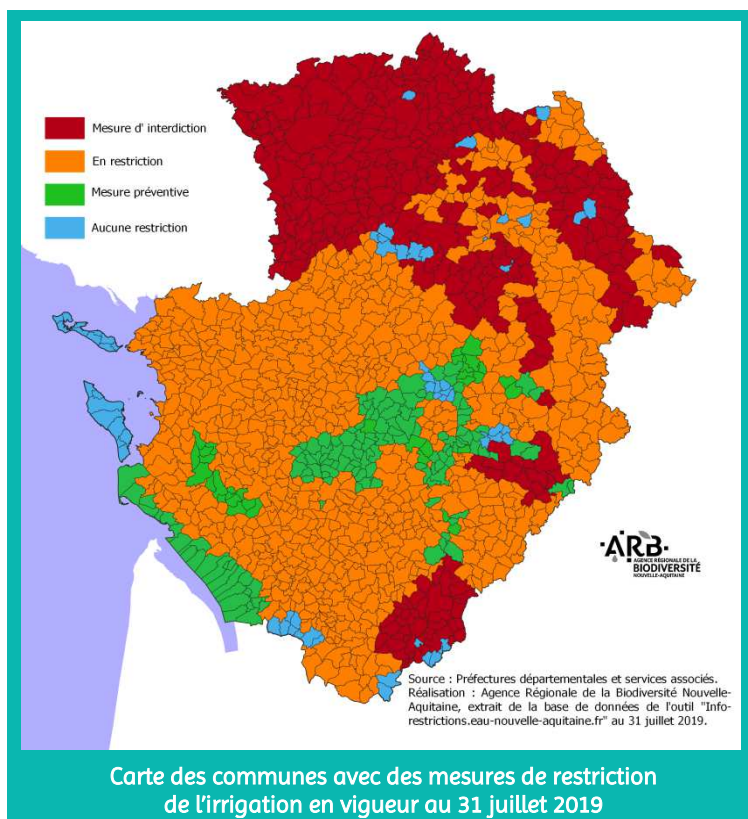 Mesure d' interdiction
En restriction
Mesure préventive
Aucune restriction
ARB
AGENCE RÉGIONALE DE LA
BIODIVERSITÉ
NOUVELLE-AQUITAINE
Source : Préfectures départementales et services associés.
Réalisation : Agence Régionale de la Biodiversité Nouvelle-
Aquitaine, extrait de la base de données de l'outil "Info-
restrictions.eau-nouvelle-aquitaine.fr" au 31 juillet 2019.
Carte des communes avec des mesures de restriction
de l'irrigation en vigueur au 31 juillet 2019